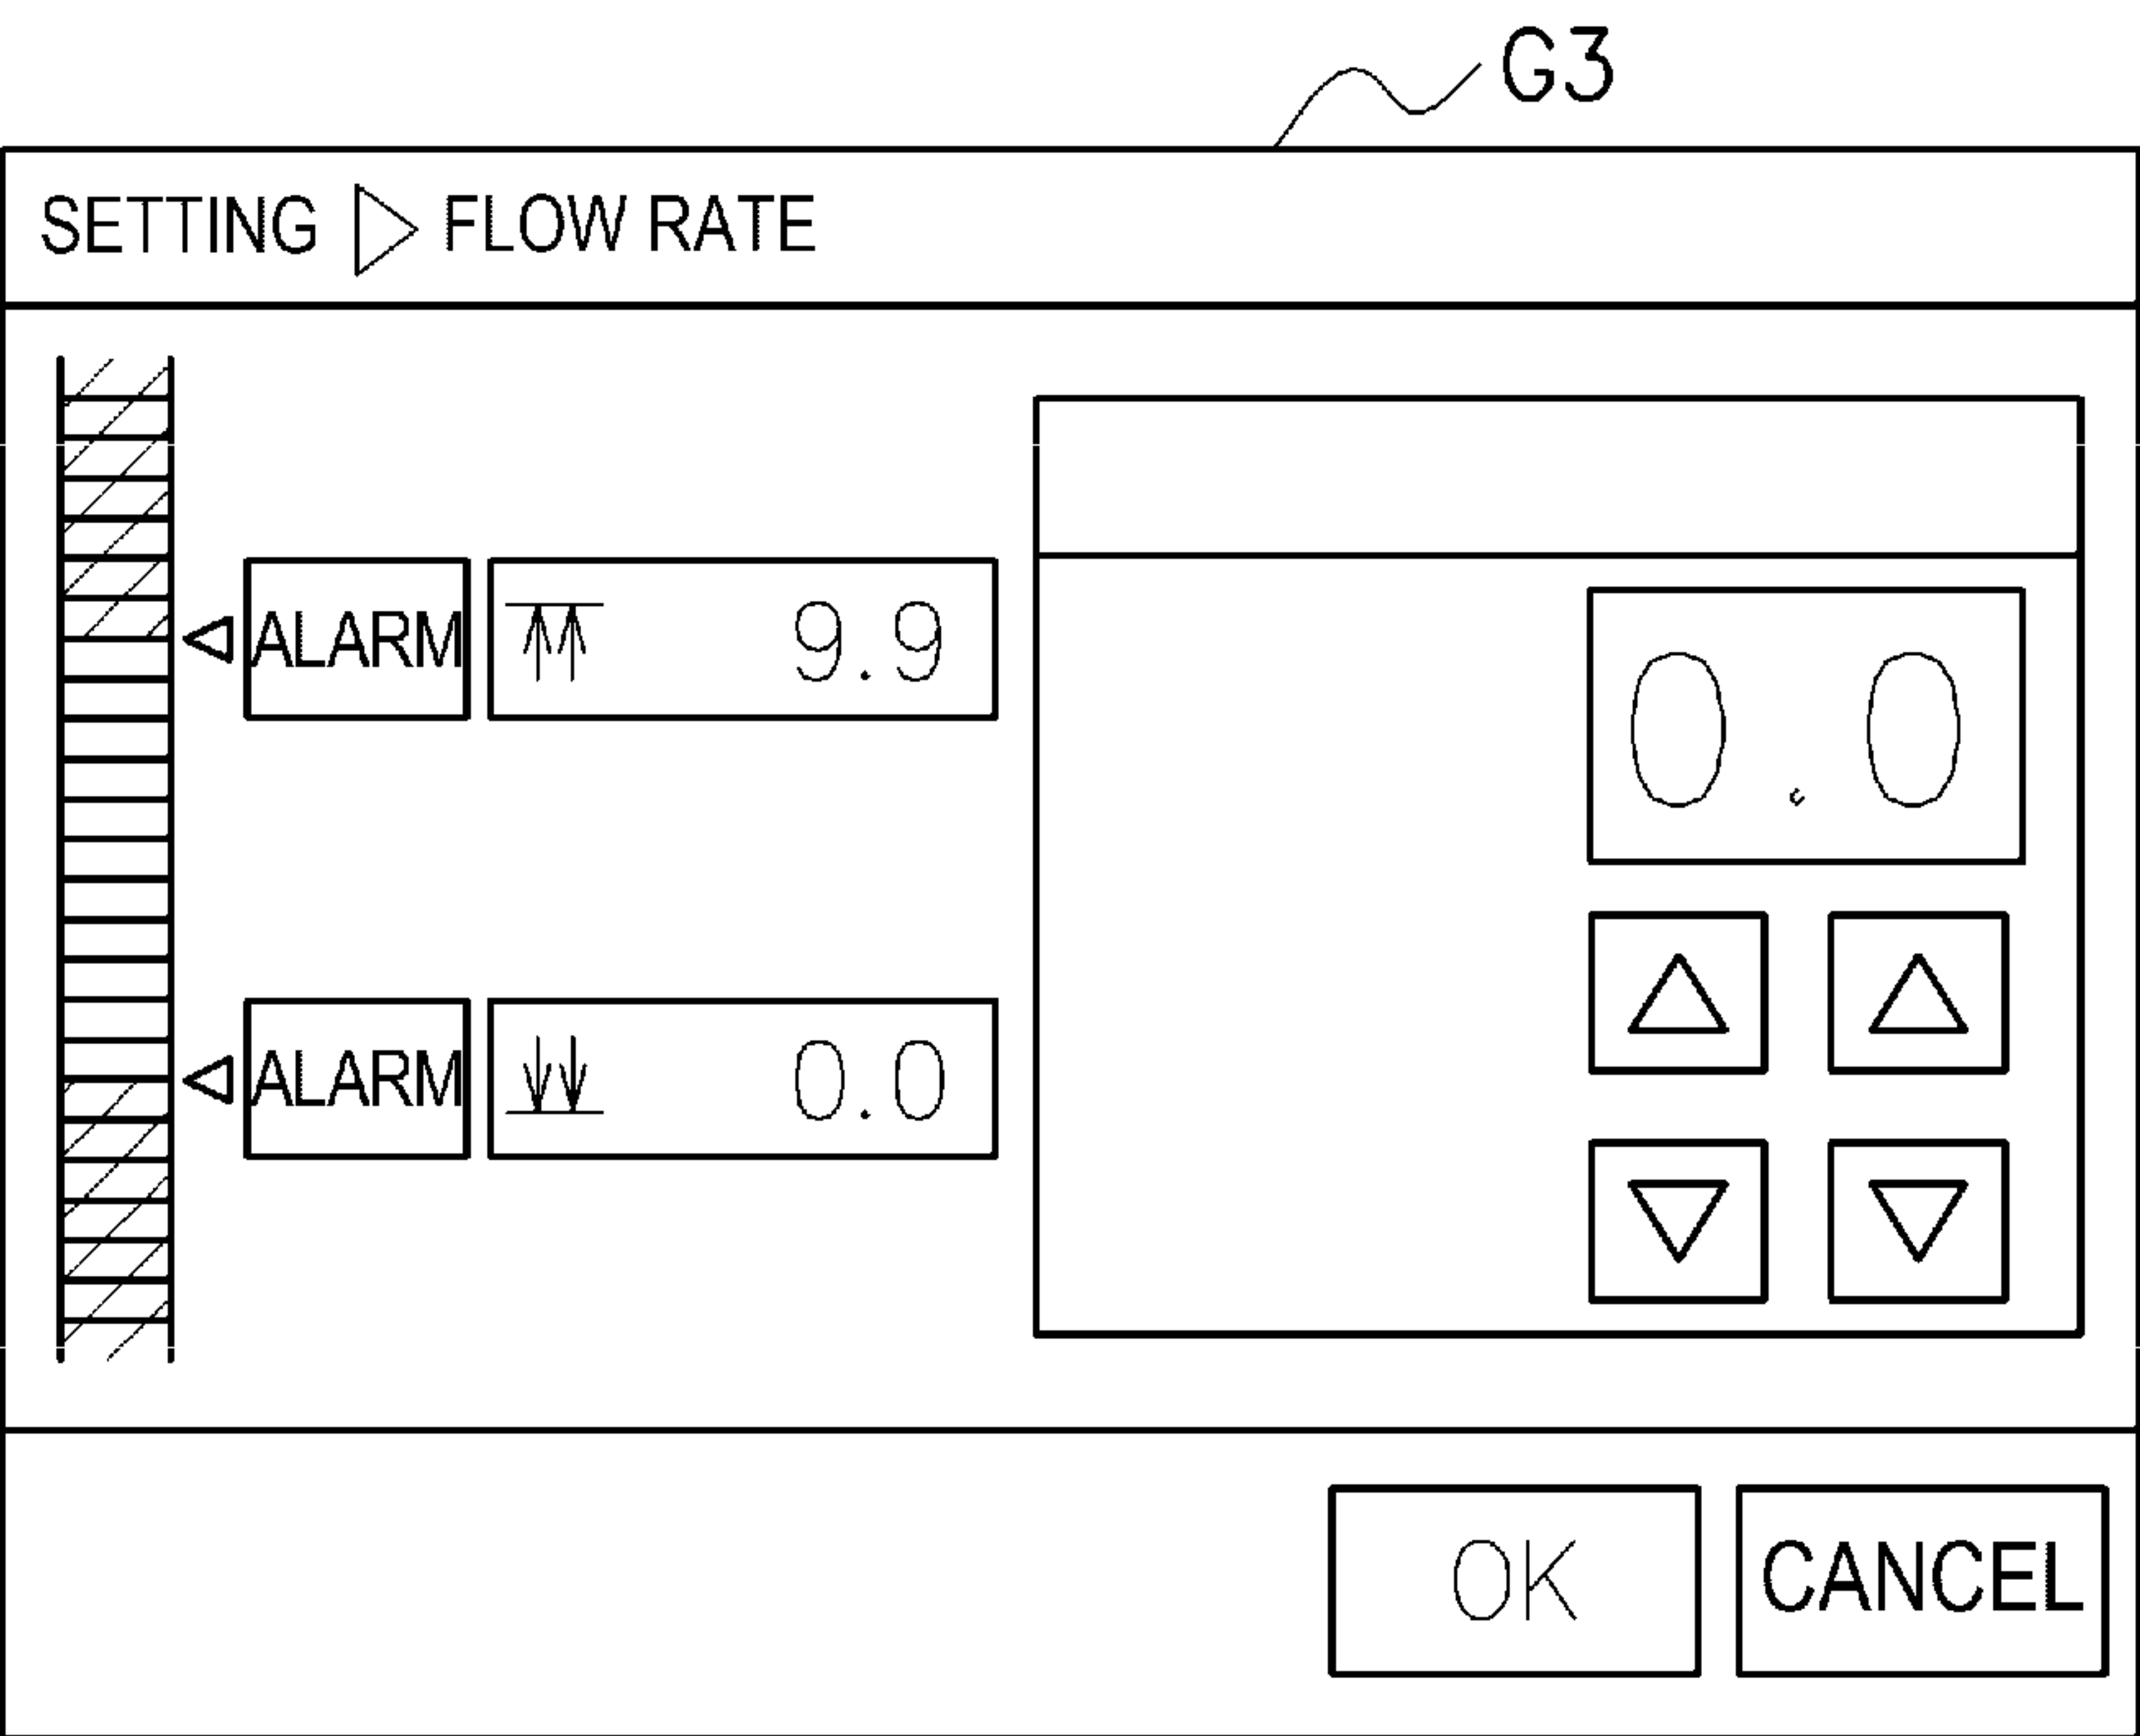 G3
SETTING ▷ FLOW RATE
ALARM 9.9
0.0
ALARM 0.0
OK CANCEL